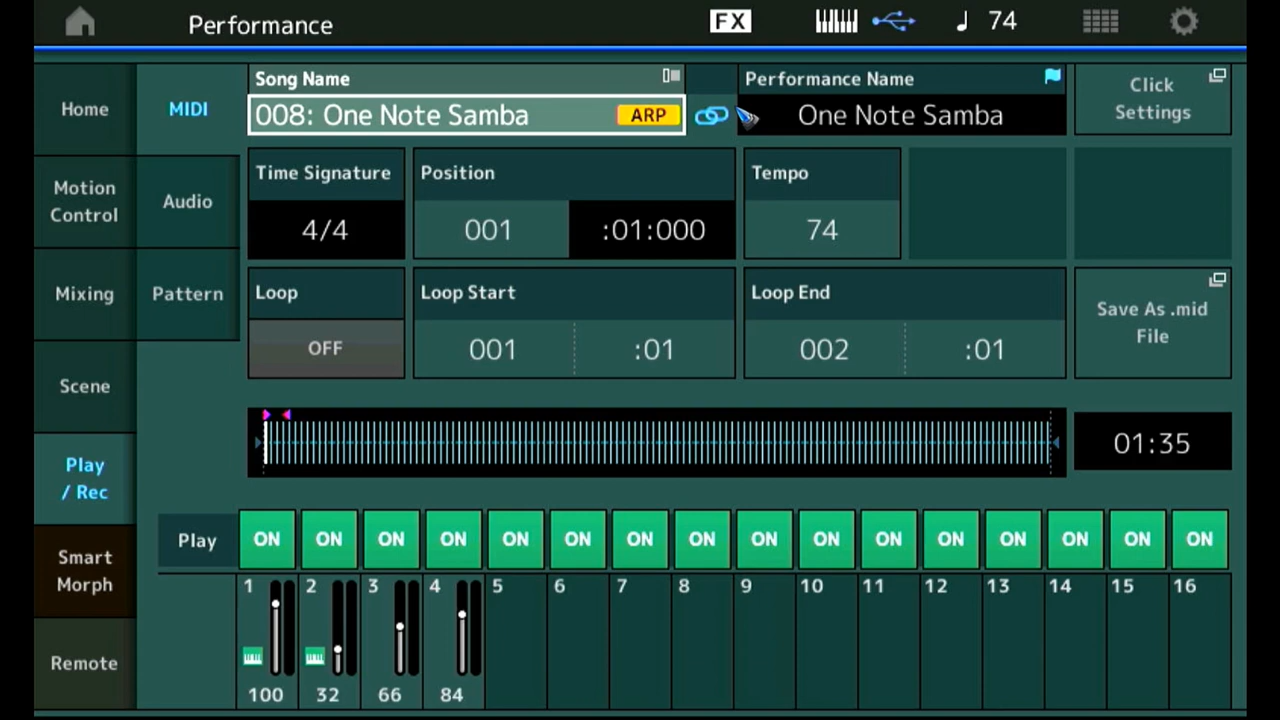 Performance FX 74
Song Name
008: One Note Samba ARP
Performance Name
One Note Samba
Click
Settings
Home
Motion
Control
Mixing
Scene
Play
/ Rec
Smart
Morph
Remote
MIDI
Audio
Pattern
Time Signature
4/4
Position
001 :01:000
Tempo
74
Loop
OFF
Loop Start
001 :01
Loop End
002 :01
Save As .mid
File
01:35
Play ON ON ON ON ON ON ON ON ON ON ON ON ON ON ON ON
1 2 3 4 5 6 7 8 9 10 11 12 13 14 15 16
100 32 66 84